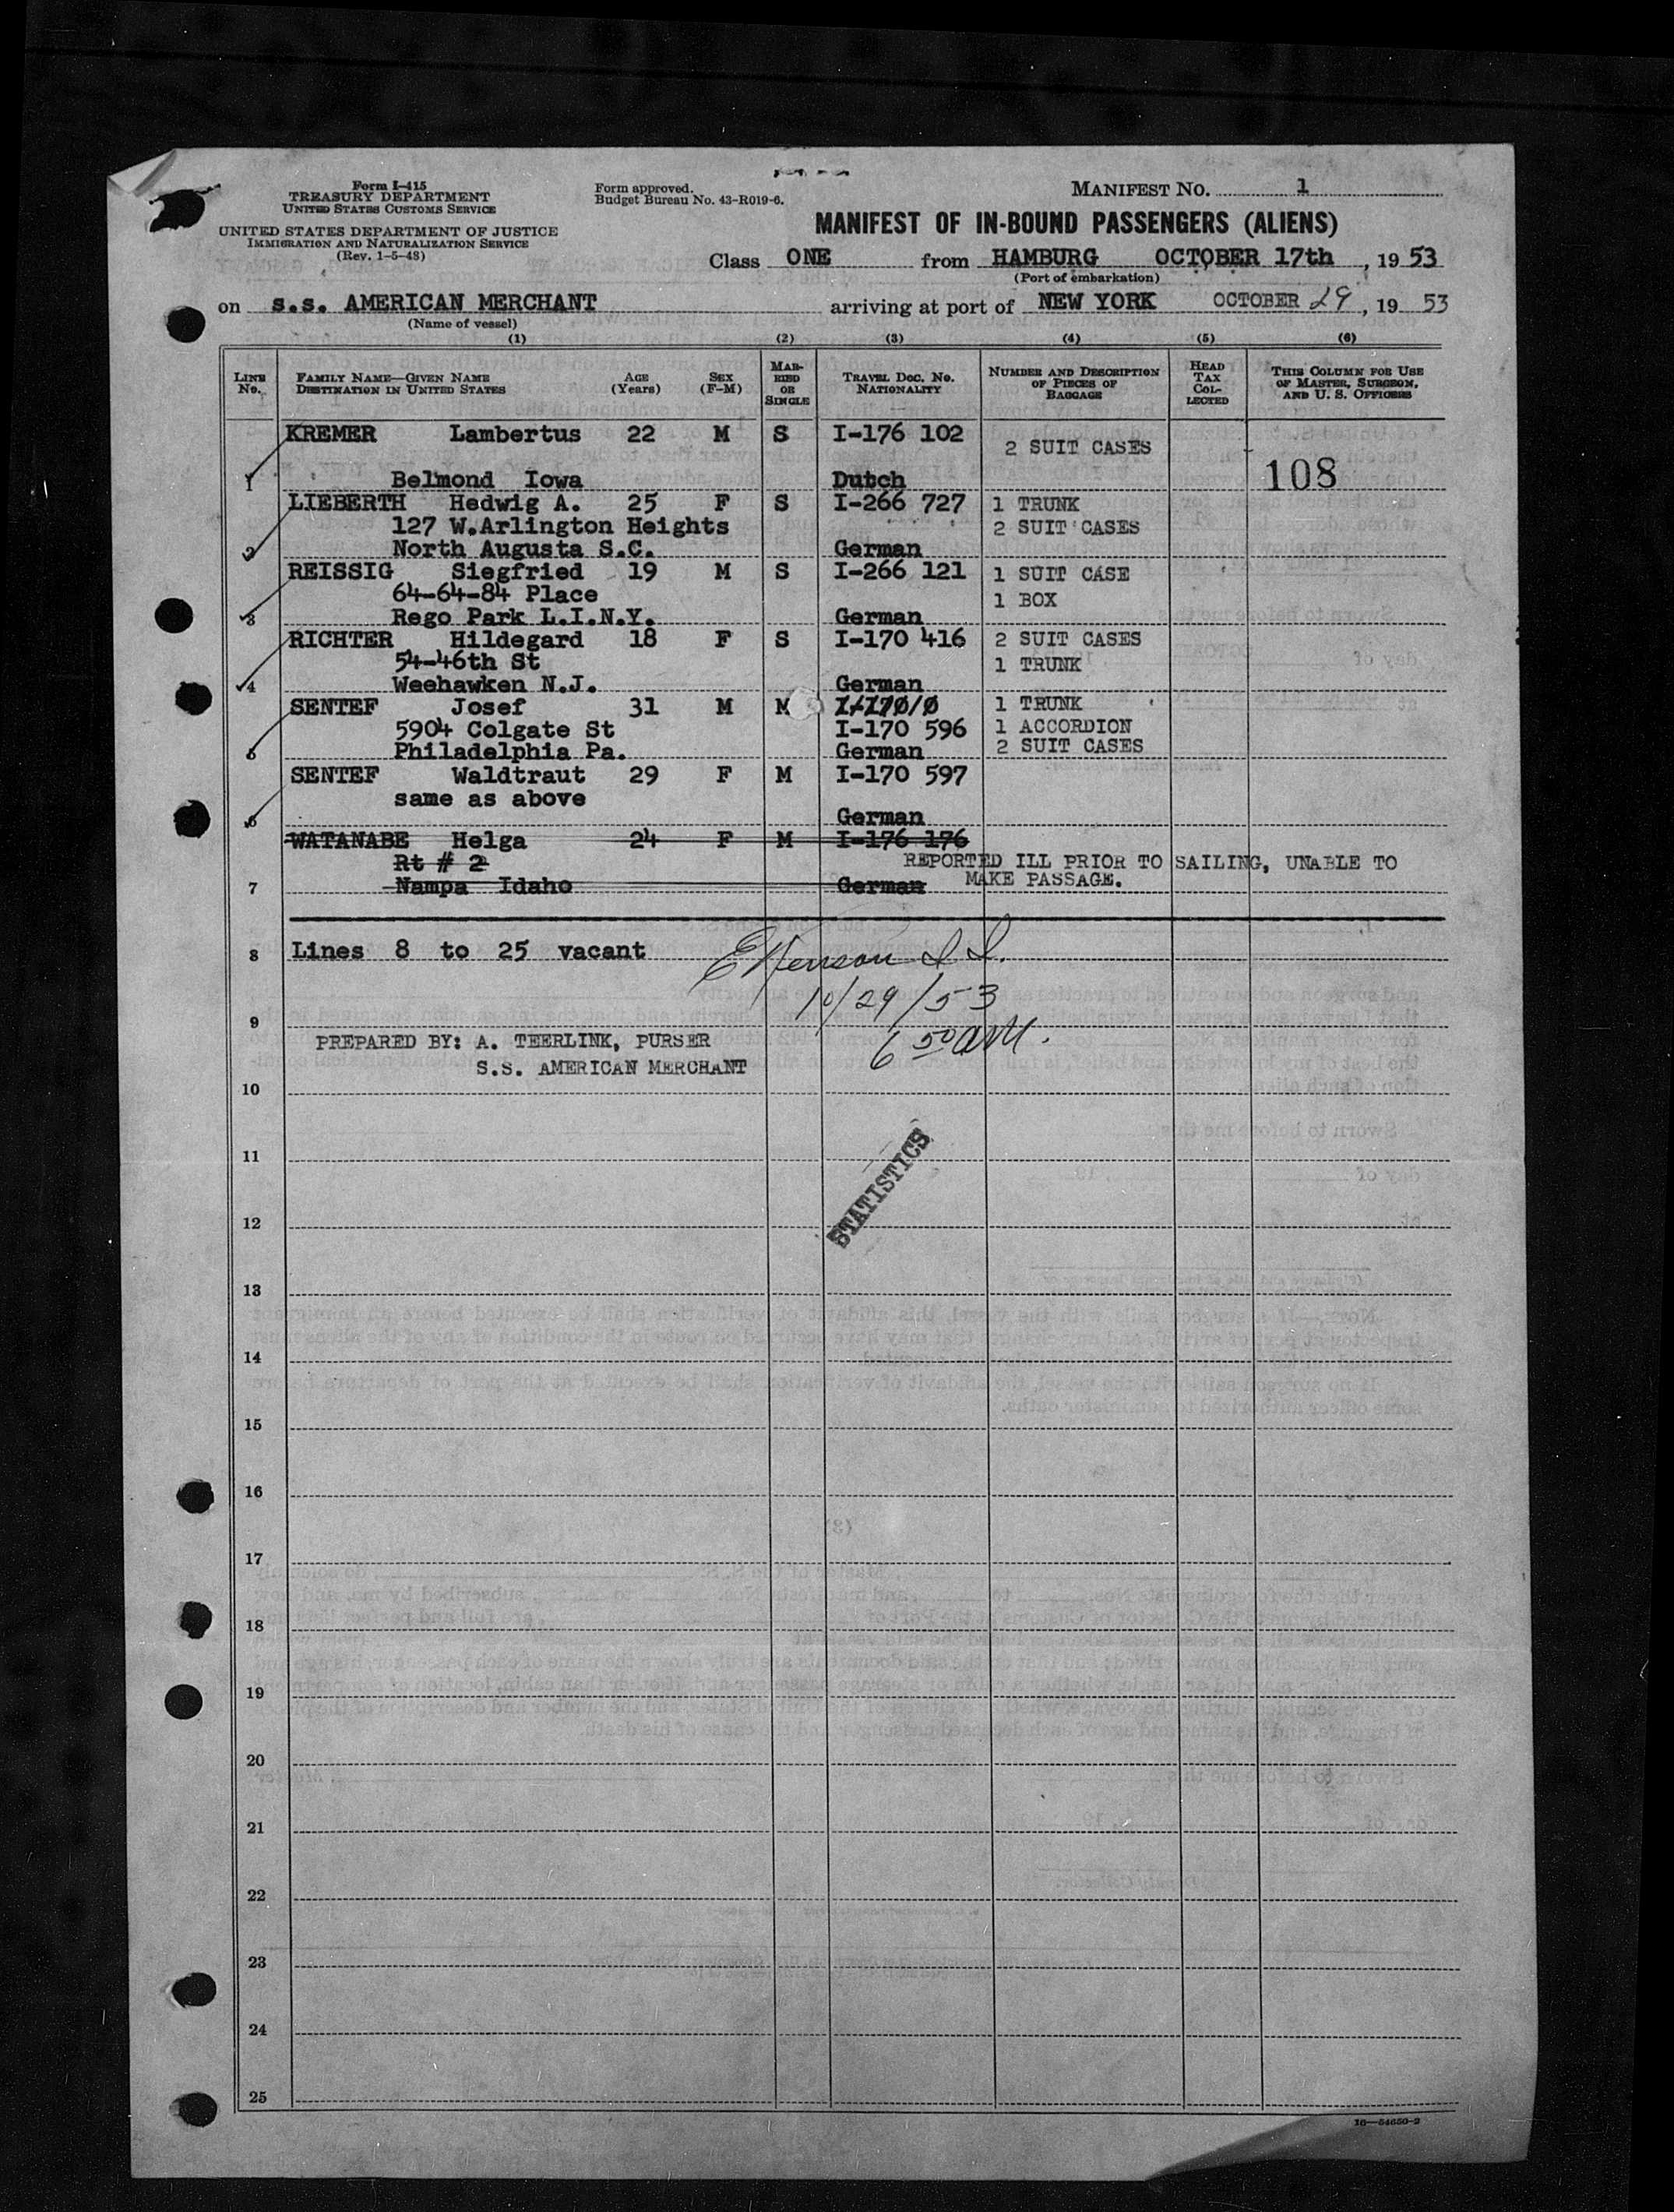 Form I-415
TREASURY DEPARTMENT
UNITED STATES CUSTOMS SERVICE
UNITED STATES DEPARTMENT OF JUSTICE
IMMIGRATION AND NATURALIZATION SERVICE
(Rev. 1-5-48)
Form approved.
Budget Bureau No. 43-R019-6.
MANIFEST NO. 1
MANIFEST OF IN-BOUND PASSENGERS (ALIENS)
Class ONE from HAMBURG OCTOBER 17th, 1953
(Port of embarkation)
on s.s. AMERICAN MERCHANT arriving at port of NEW YORK OCTOBER 29, 1953
(Name of vessel)
(1) (2) (3) (4) (5) (6)
LINE No. FAMILY NAME—GIVEN NAME DESTINATION IN UNITED STATES AGE (Years) SEX (F-M) MARRIED OR SINGLE TRAVEL DOC. NO. NATIONALITY NUMBER AND DESCRIPTION OF PIECES OF BAGGAGE HEAD TAX COLLECTED THIS COLUMN FOR USE OF MASTER, SURGEON, AND U. S. OFFICERS
KREMER Lambertus 22 M S I-176 102
2 SUIT CASES
1 Belmond Iowa Dutch 108
LIEBERTH Hedwig A. 25 F S I-266 727 1 TRUNK
127 W.Arlington Heights 2 SUIT CASES
2 North Augusta S.C. German
REISSIG Siegfried 19 M S I-266 121 1 SUIT CASE
64-64-84 Place 1 BOX
3 Rego Park L.I.N.Y. German
RICHTER Hildegard 18 F S I-170 416 2 SUIT CASES
54-46th St 1 TRUNK
4 Weehawken N.J. German
SENTEF Josef 31 M M 1 TRUNK
5904 Colgate St I-170 596 1 ACCORDION
5 Philadelphia Pa. German 2 SUIT CASES
SENTEF Waldtraut 29 F M I-170 597
same as above
6 German
WATANABE Helga 24 F M I-176 176
Rt # 2 REPORTED ILL PRIOR TO SAILING, UNABLE TO
7 Nampa Idaho German MAKE PASSAGE.
8 Lines 8 to 25 vacant
10/29/53
9
6 50 AM.
PREPARED BY: A. TEERLINK, PURSER
S.S. AMERICAN MERCHANT
10
11
STATISTICS
12
13
14
15
16
17
18
19
20
21
22
23
24
25
16—54650-2